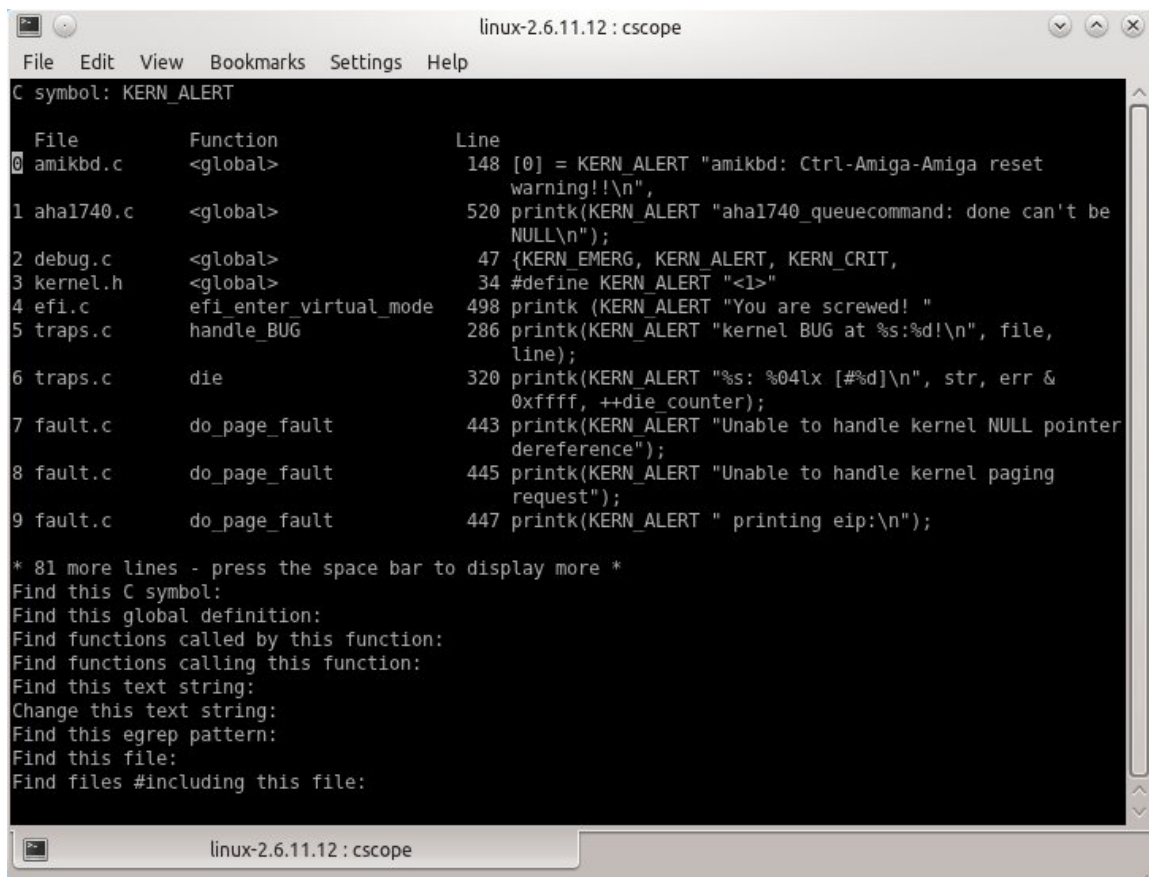 linux-2.6.11.12 : cscope
File Edit View Bookmarks Settings Help
C symbol: KERN_ALERT
File Function Line
0 amikbd.c <global> 148 [0] = KERN_ALERT "amikbd: Ctrl-Amiga-Amiga reset
warning!!\n",
1 aha1740.c <global> 520 printk(KERN_ALERT "aha1740_queuecommand: done can't be
NULL\n");
2 debug.c <global> 47 {KERN_EMERG, KERN_ALERT, KERN_CRIT,
3 kernel.h <global> 34 #define KERN_ALERT "<1>"
4 efi.c efi_enter_virtual_mode 498 printk (KERN_ALERT "You are screwed! "
5 traps.c handle_BUG 286 printk(KERN_ALERT "kernel BUG at %s:%d!\n", file,
line);
6 traps.c die 320 printk(KERN_ALERT "%s: %04lx [#%d]\n", str, err &
0xffff, ++die_counter);
7 fault.c do_page_fault 443 printk(KERN_ALERT "Unable to handle kernel NULL pointer
dereference");
8 fault.c do_page_fault 445 printk(KERN_ALERT "Unable to handle kernel paging
request");
9 fault.c do_page_fault 447 printk(KERN_ALERT " printing eip:\n");
* 81 more lines - press the space bar to display more *
Find this C symbol:
Find this global definition:
Find functions called by this function:
Find functions calling this function:
Find this text string:
Change this text string:
Find this egrep pattern:
Find this file:
Find files #including this file:
linux-2.6.11.12 : cscope